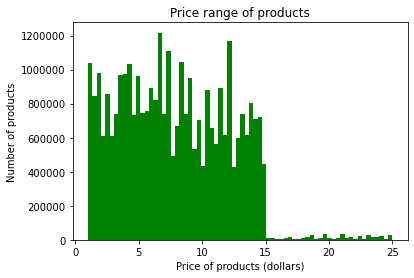 Price range of products
1200000
1000000
800000
600000
400000
200000
0
Number of products
0 5 10 15 20 25
Price of products (dollars)